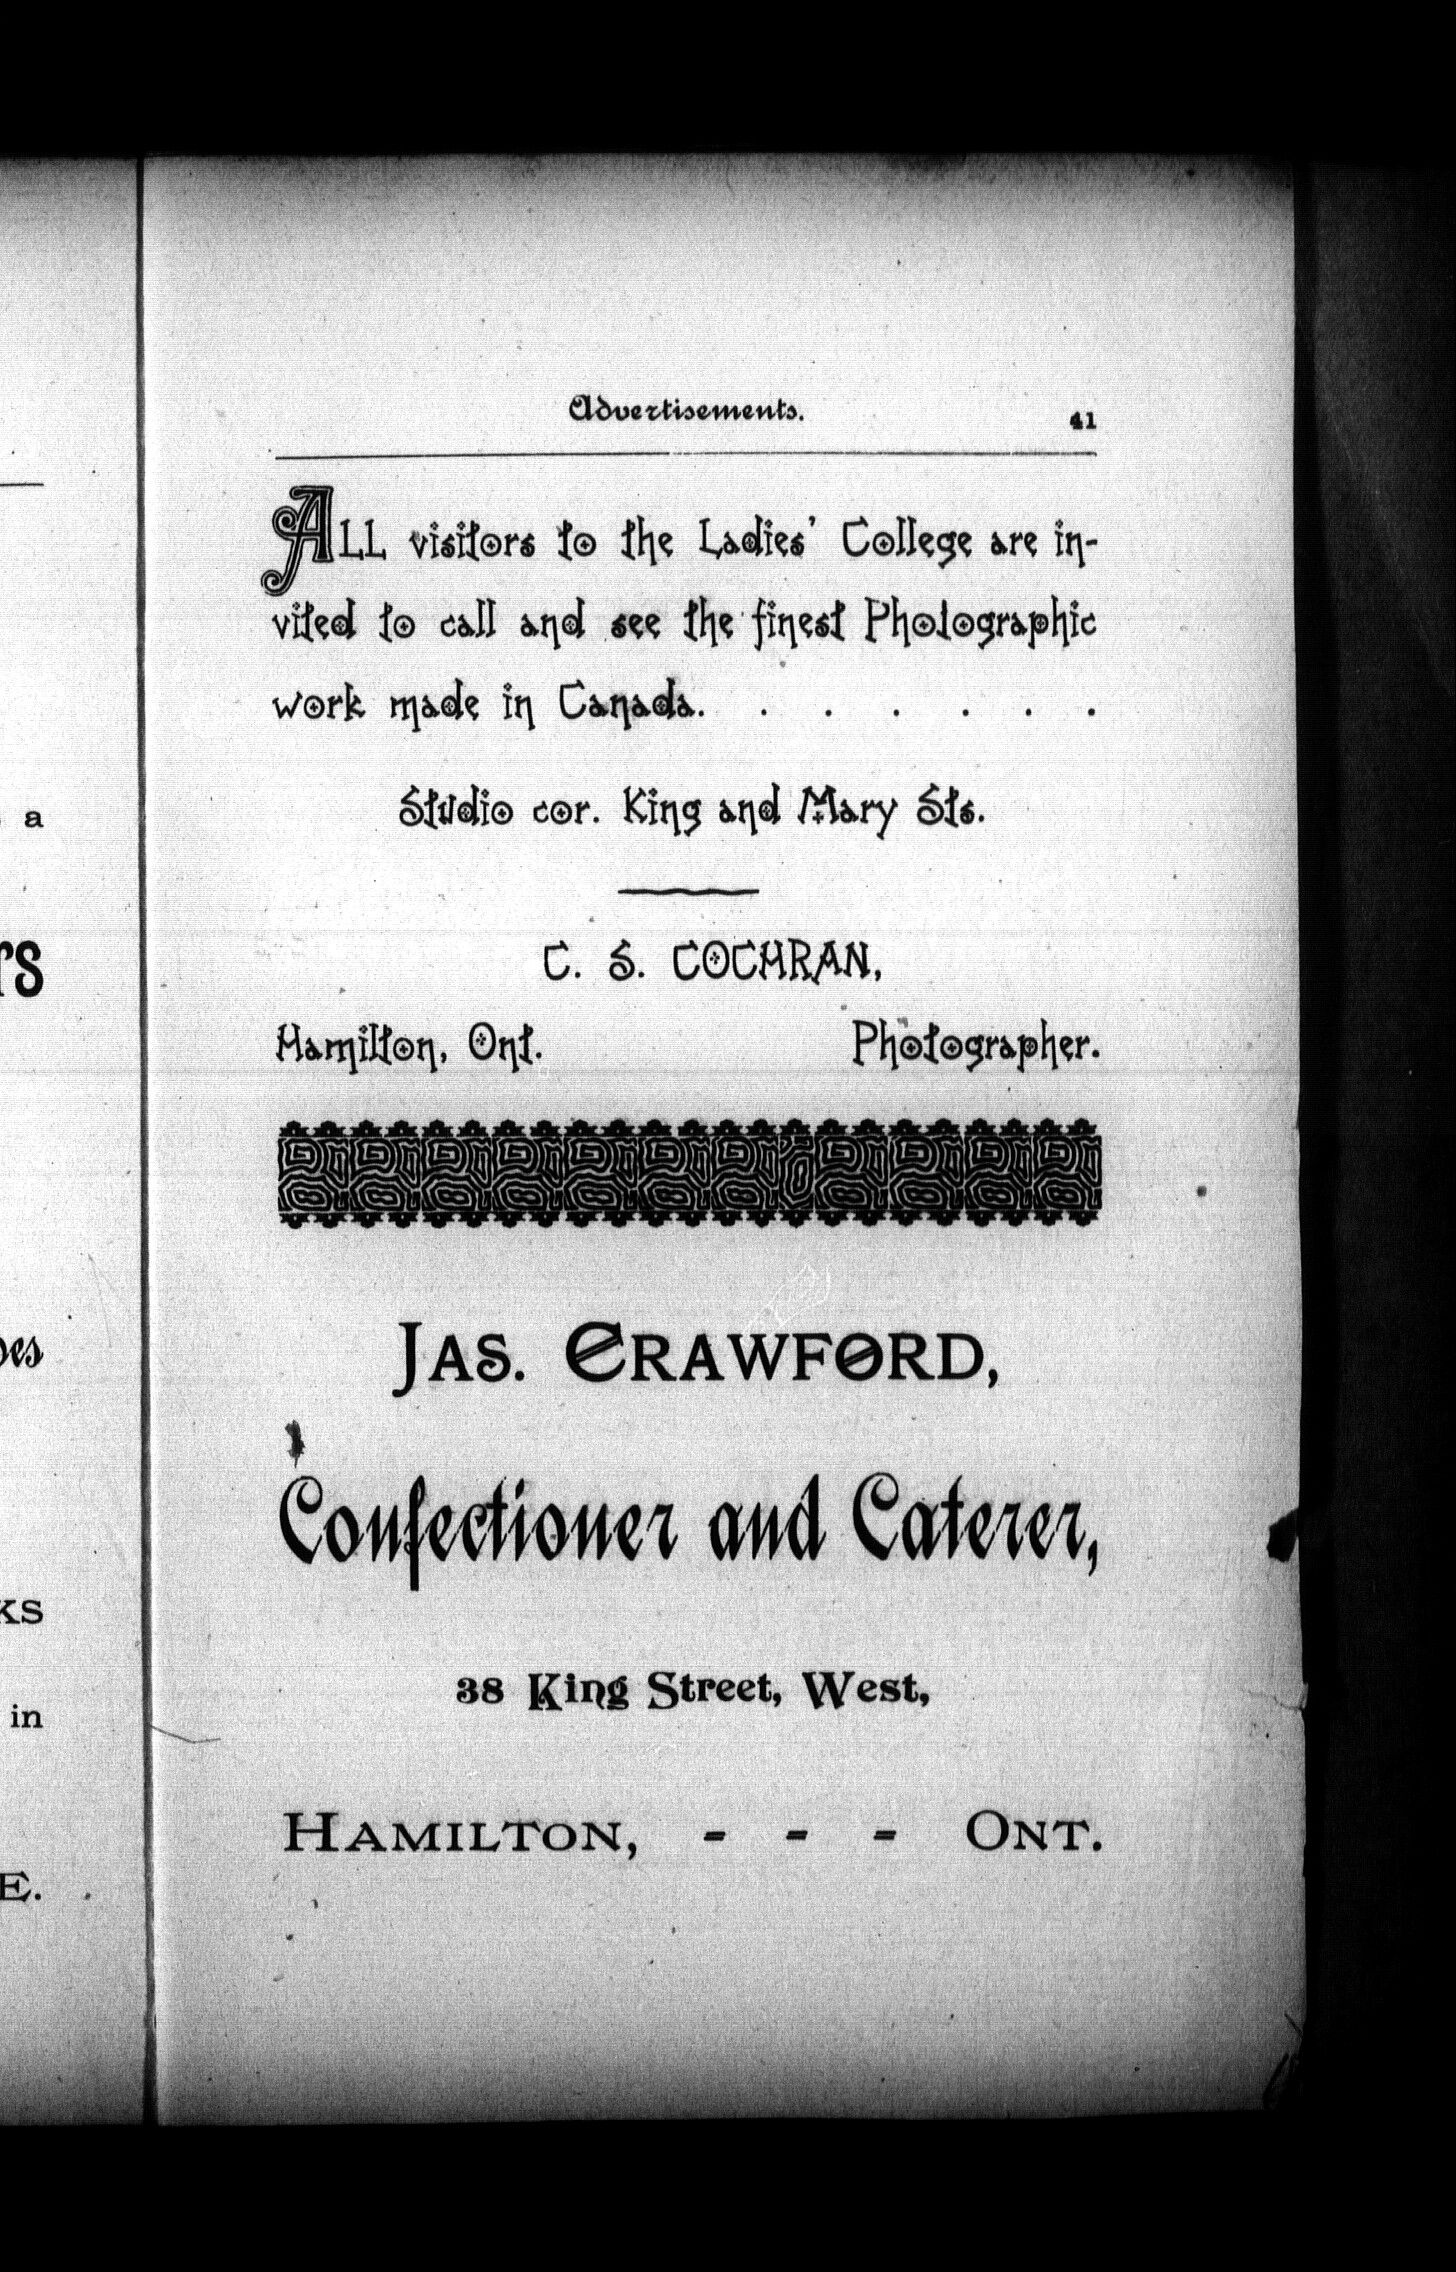 Advertisements. 41
ALL visitors to the Ladies' College are in-
vited to call and see the finest Photographic
work made in Canada. . . . . . .
Studio cor. King and Mary Sts.
C. S. COCHRAN,
Hamilton, Ont. Photographer.
JAS. CRAWFORD,
Confectioner and Caterer,
38 King Street, West,
HAMILTON, - - - ONT.
a
in